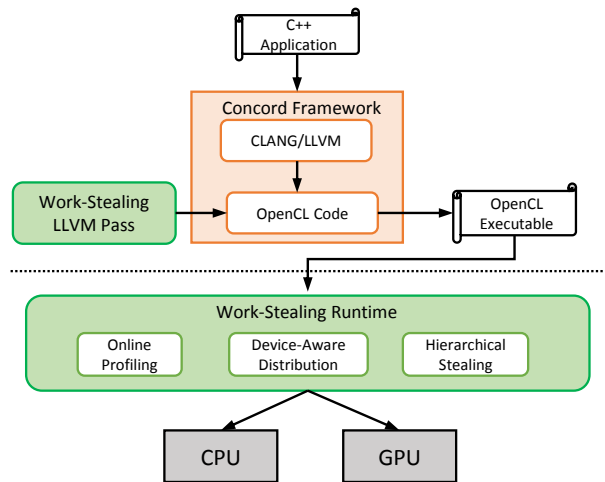 C++
Application
Concord Framework
CLANG/LLVM
Work-Stealing
LLVM Pass
OpenCL Code
OpenCL
Executable
Work-Stealing Runtime
Online
Profiling
Device-Aware
Distribution
Hierarchical
Stealing
CPU
GPU